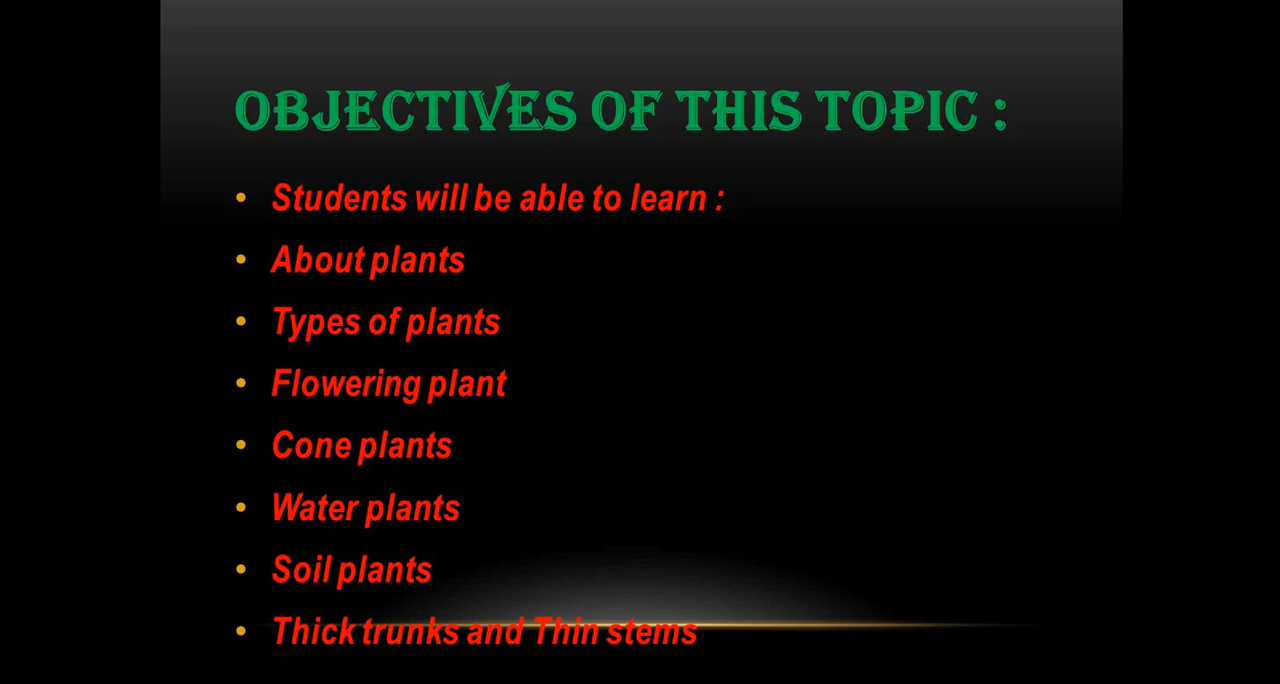 OBJECTIVES OF THIS TOPIC :
• Students will be able to learn :
• About plants
• Types of plants
• Flowering plant
• Cone plants
• Water plants
• Soil plants
• Thick trunks and Thin stems